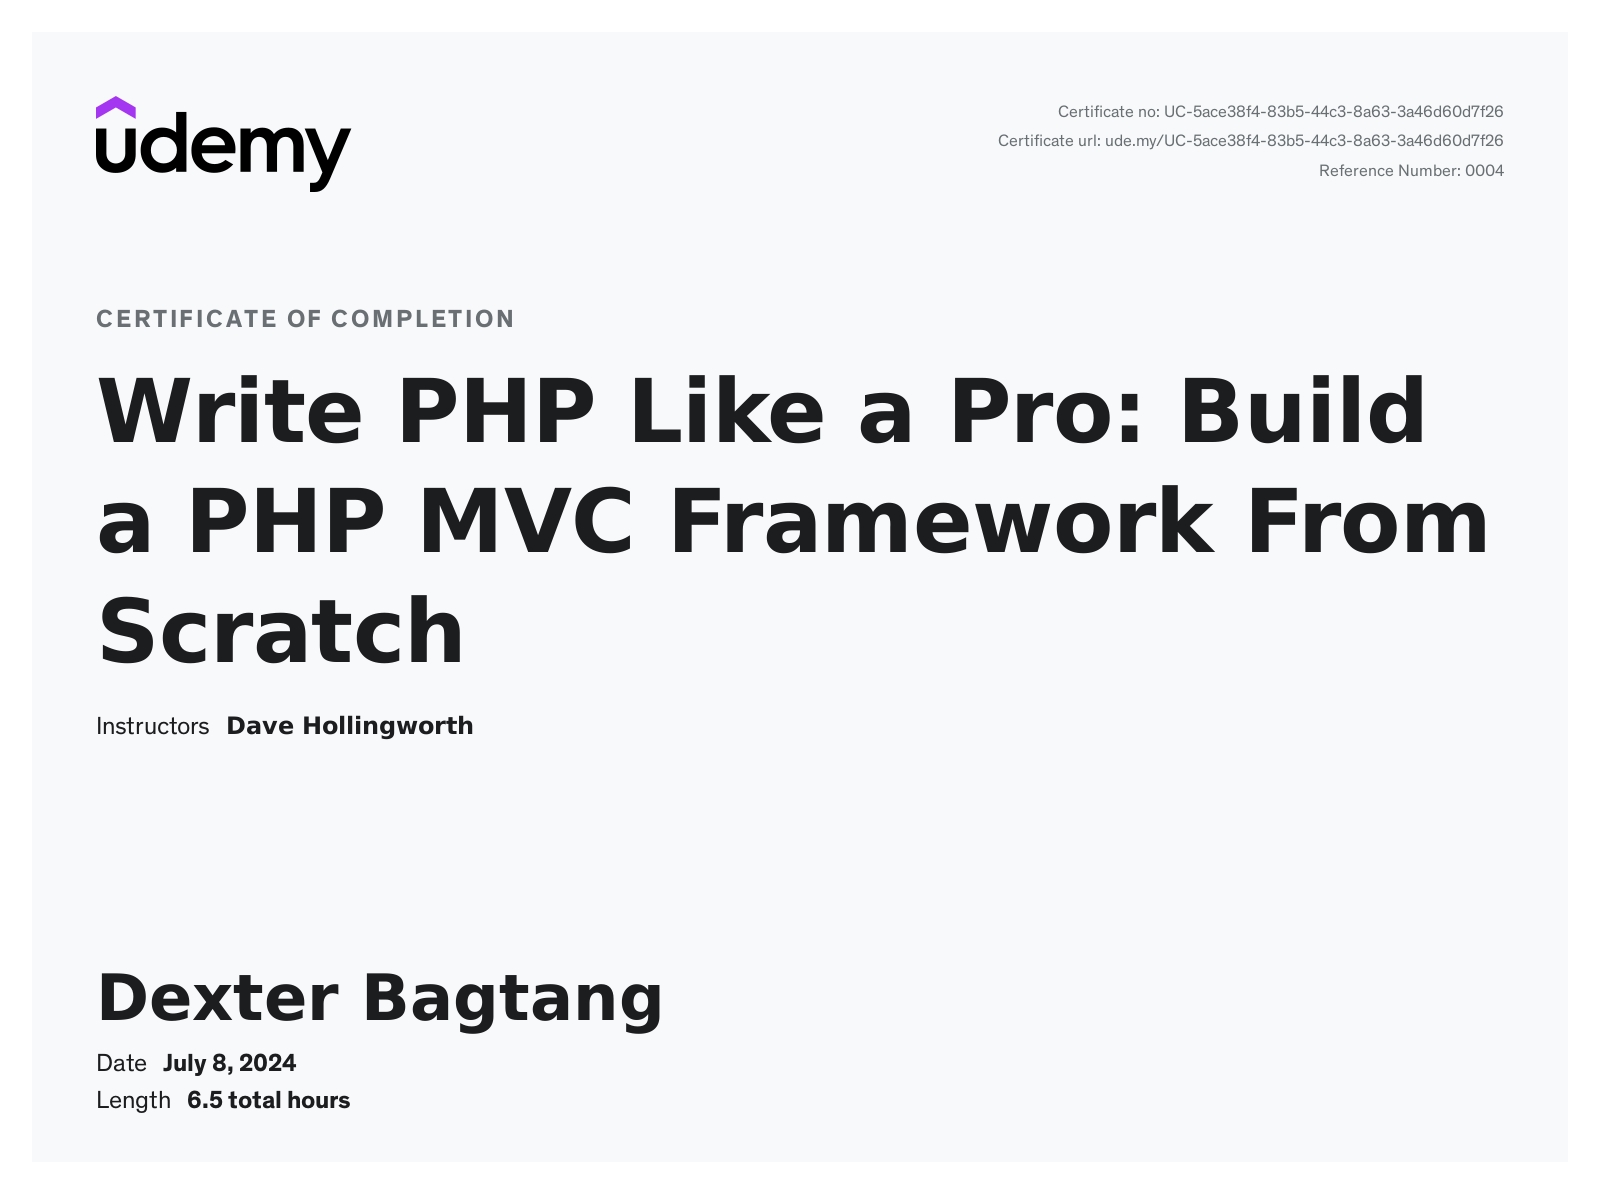 udemy
Certificate no: UC-5ace38f4-83b5-44c3-8a63-3a46d60d7f26
Certificate url: ude.my/UC-5ace38f4-83b5-44c3-8a63-3a46d60d7f26
Reference Number: 0004
CERTIFICATE OF COMPLETION
Write PHP Like a Pro: Build
a PHP MVC Framework From
Scratch
Instructors Dave Hollingworth
Dexter Bagtang
Date July 8, 2024
Length 6.5 total hours